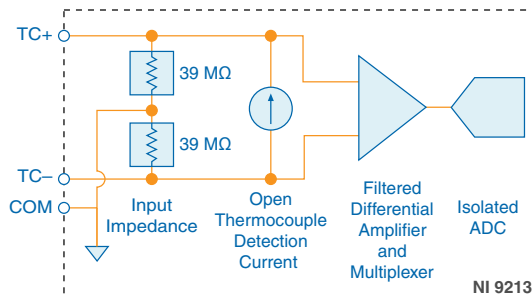 TC+
39 MΩ
39 MΩ
TC–
COM
Input
Impedance
Open
Thermocouple
Detection
Current
Filtered
Differential
Amplifier
and
Multiplexer
Isolated
ADC
NI 9213